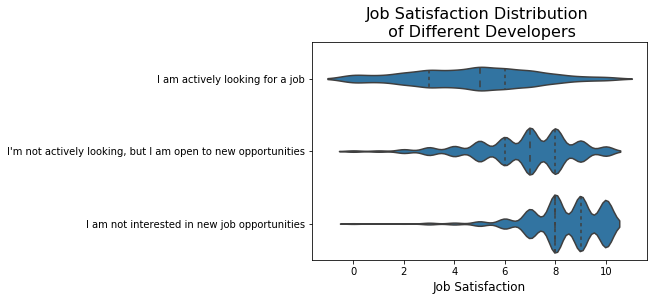 Job Satisfaction Distribution
of Different Developers
I am actively looking for a job
I'm not actively looking, but I am open to new opportunities
I am not interested in new job opportunities
0 2 4 6 8 10
Job Satisfaction